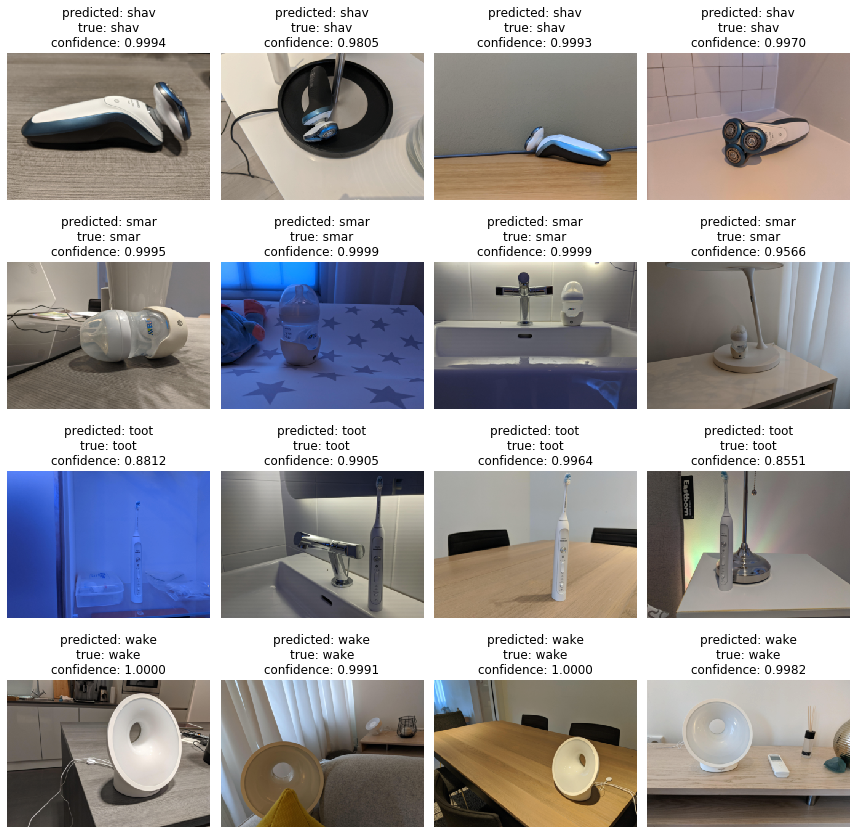 predicted: shav
true: shav
confidence: 0.9994
predicted: shav
true: shav
confidence: 0.9805
predicted: shav
true: shav
confidence: 0.9993
predicted: shav
true: shav
confidence: 0.9970
predicted: smar
true: smar
confidence: 0.9995
predicted: smar
true: smar
confidence: 0.9999
predicted: smar
true: smar
confidence: 0.9999
predicted: smar
true: smar
confidence: 0.9566
predicted: toot
true: toot
confidence: 0.8812
predicted: toot
true: toot
confidence: 0.9905
predicted: toot
true: toot
confidence: 0.9964
predicted: toot
true: toot
confidence: 0.8551
Eastborn
predicted: wake
true: wake
confidence: 1.0000
predicted: wake
true: wake
confidence: 0.9991
predicted: wake
true: wake
confidence: 1.0000
predicted: wake
true: wake
confidence: 0.9982